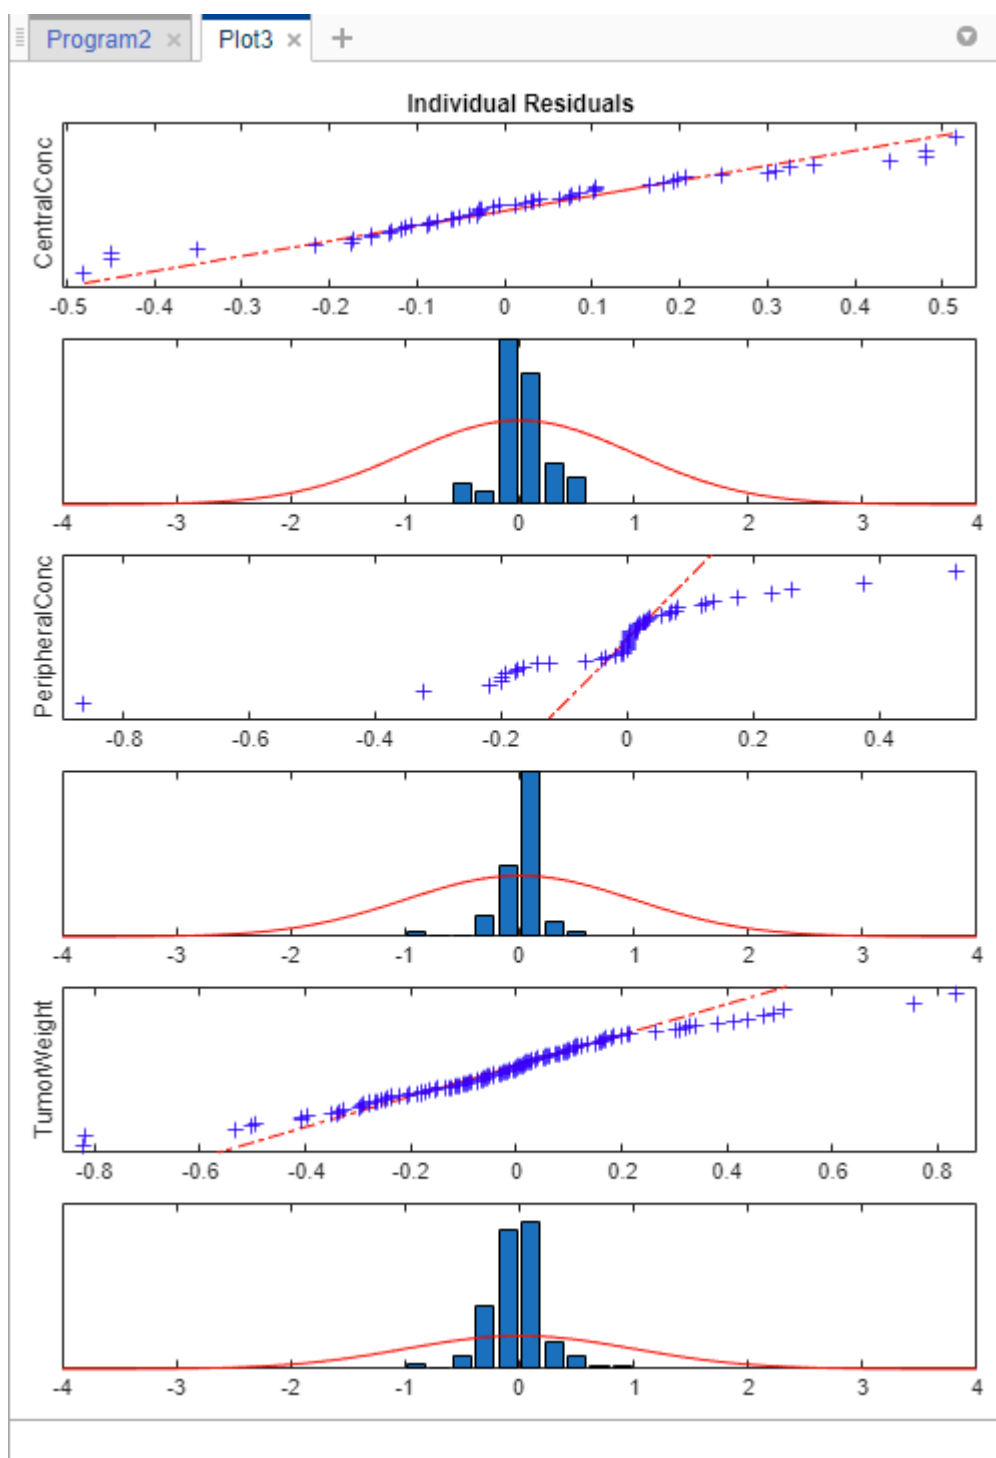 Program2 × Plot3 × +
Individual Residuals
CentralConc
-0.5 -0.4 -0.3 -0.2 -0.1 0 0.1 0.2 0.3 0.4 0.5
-4 -3 -2 -1 0 1 2 3 4
PeripheralConc
-0.8 -0.6 -0.4 -0.2 0 0.2 0.4
-4 -3 -2 -1 0 1 2 3 4
TumorWeight
-0.8 -0.6 -0.4 -0.2 0 0.2 0.4 0.6 0.8
-4 -3 -2 -1 0 1 2 3 4